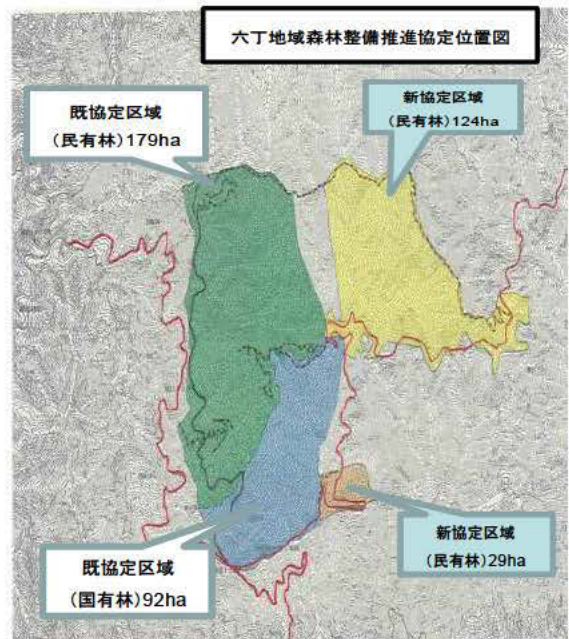 六丁地域森林整備推進協定位置図
既協定区域
(民有林)179ha
新協定区域
(民有林)124ha
既協定区域
(国有林)92ha
新協定区域
(民有林)29ha